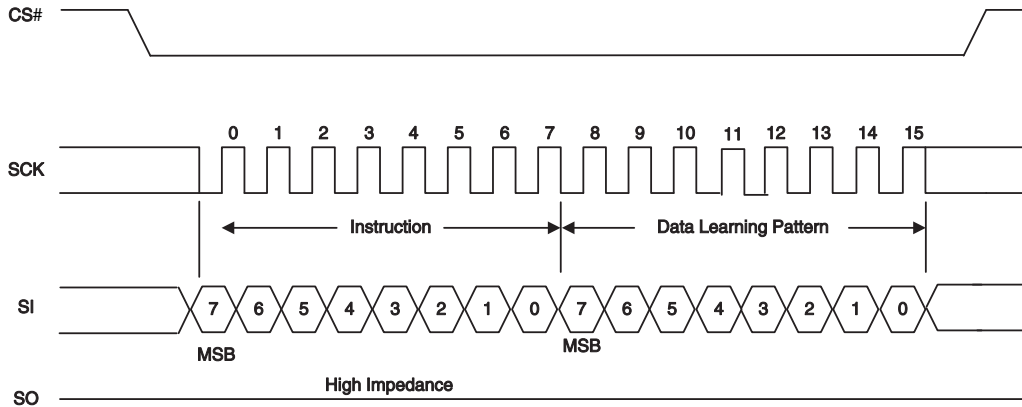 CS#
0 1 2 3 4 5 6 7 8 9 10 11 12 13 14 15
SCK
Instruction Data Learning Pattern
SI 7 6 5 4 3 2 1 0 7 6 5 4 3 2 1 0
MSB MSB
High Impedance
SO